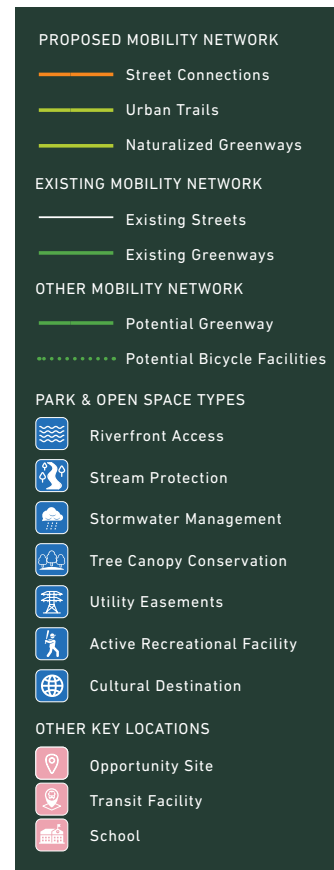 PROPOSED MOBILITY NETWORK
Street Connections
Urban Trails
Naturalized Greenways
EXISTING MOBILITY NETWORK
Existing Streets
Existing Greenways
OTHER MOBILITY NETWORK
Potential Greenway
Potential Bicycle Facilities
PARK & OPEN SPACE TYPES
Riverfront Access
Stream Protection
Stormwater Management
Tree Canopy Conservation
Utility Easements
Active Recreational Facility
Cultural Destination
OTHER KEY LOCATIONS
Opportunity Site
Transit Facility
School